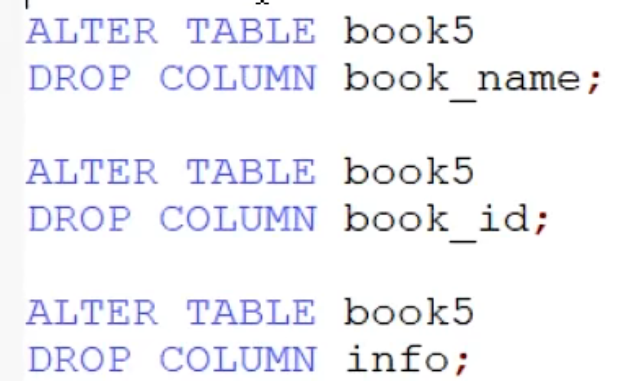 ALTER TABLE book5
DROP COLUMN book_name;
ALTER TABLE book5
DROP COLUMN book_id;
ALTER TABLE book5
DROP COLUMN info;